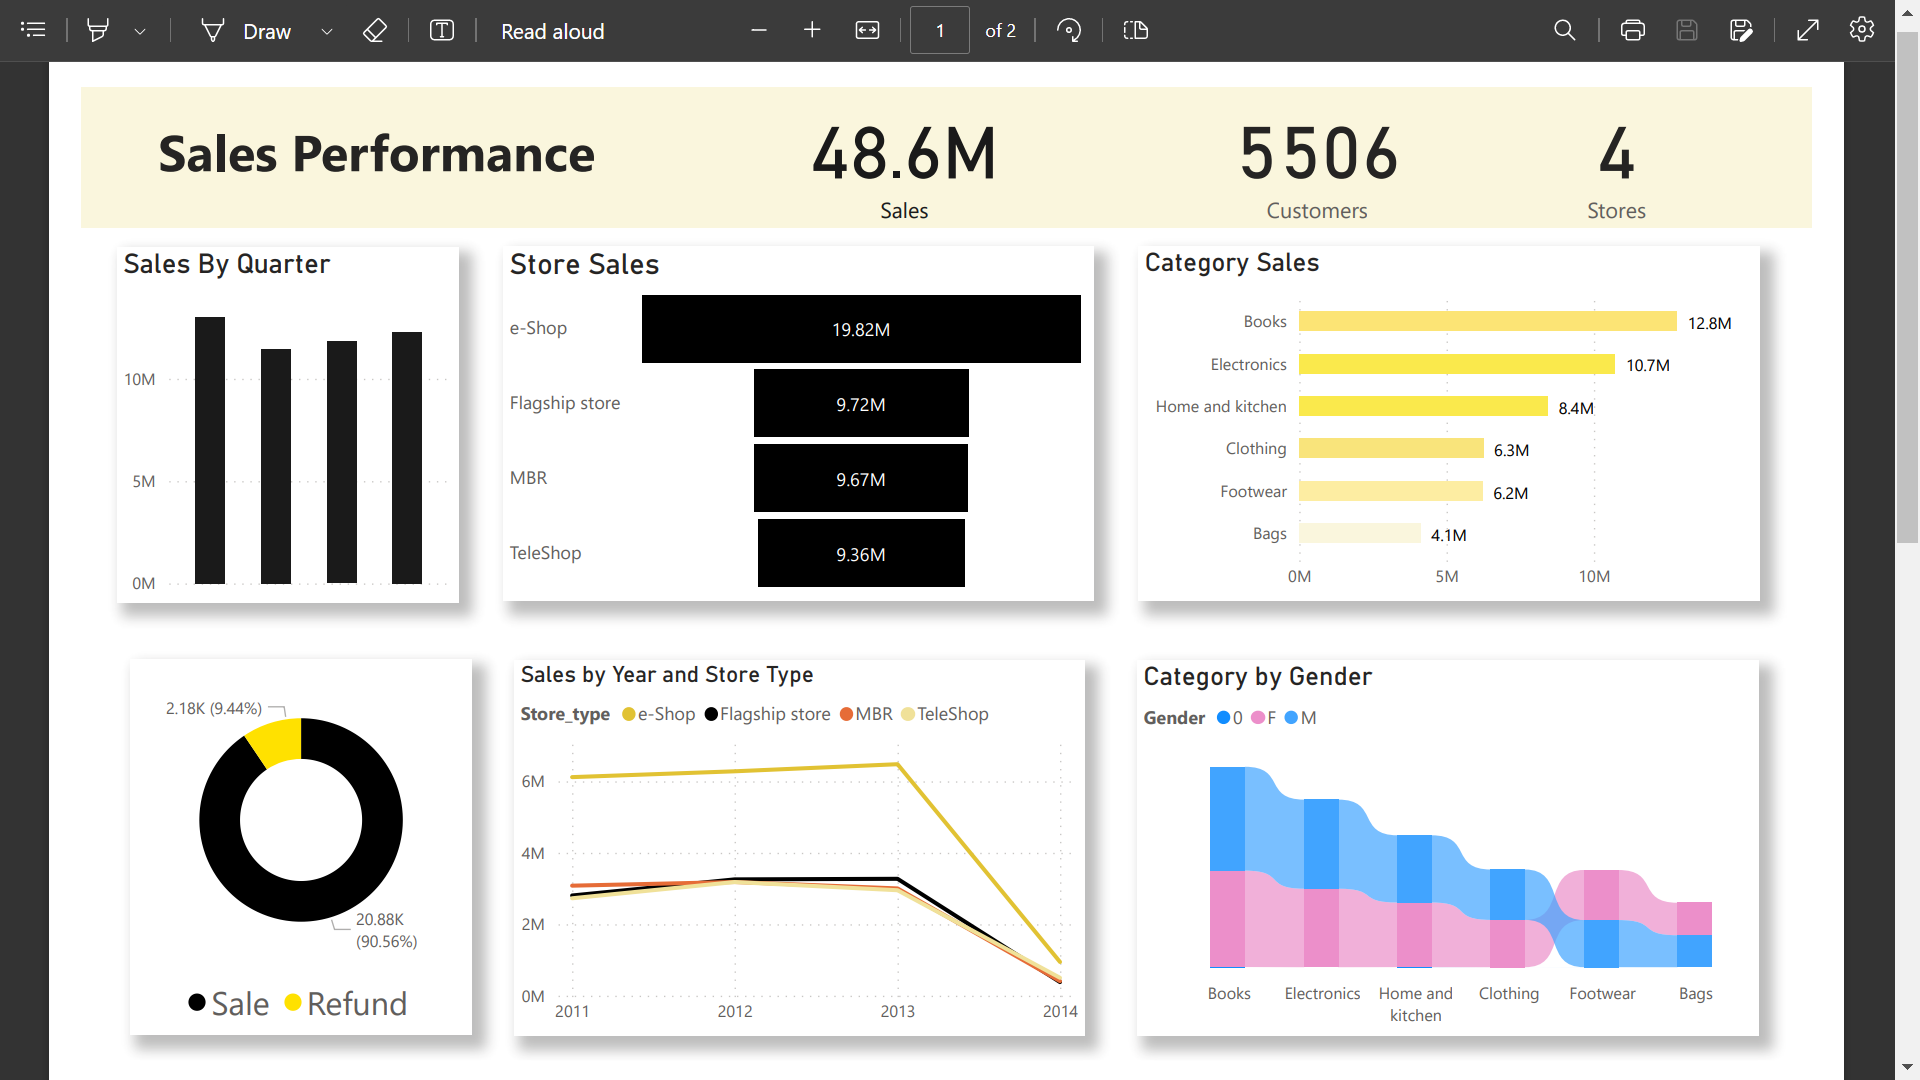 Draw
Read aloud
1
of 2
Sales Performance
48.6M
Sales
5506
Customers
4
Stores
Sales By Quarter
10M
5M
0M
Store Sales
e-Shop
19.82M
Flagship store
9.72M
MBR
9.67M
TeleShop
9.36M
Category Sales
Books
12.8M
Electronics
10.7M
Home and kitchen
8.4M
Clothing
6.3M
Footwear
6.2M
Bags
4.1M
0M 5M 10M
2.18K (9.44%)
20.88K
(90.56%)
Sale Refund
Sales by Year and Store Type
Store_type e-Shop Flagship store MBR TeleShop
6M
4M
2M
0M
2011 2012 2013 2014
Category by Gender
Gender 0 F M
Books Electronics Home and Clothing Footwear Bags
kitchen